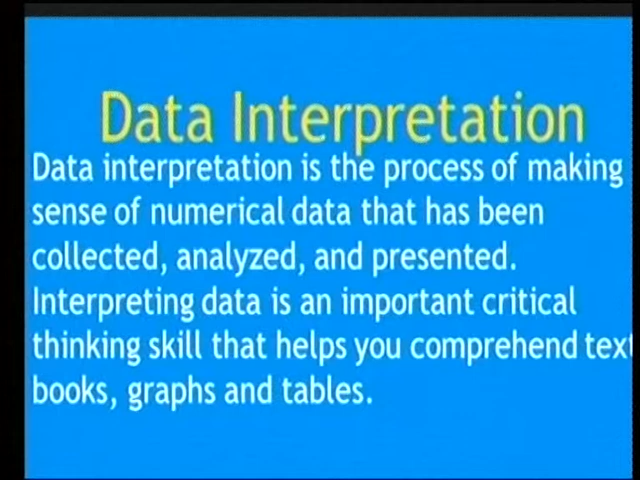 Data Interpretation
Data interpretation is the process of making
sense of numerical data that has been
collected, analyzed, and presented.
Interpreting data is an important critical
thinking skill that helps you comprehend text
books, graphs and tables.